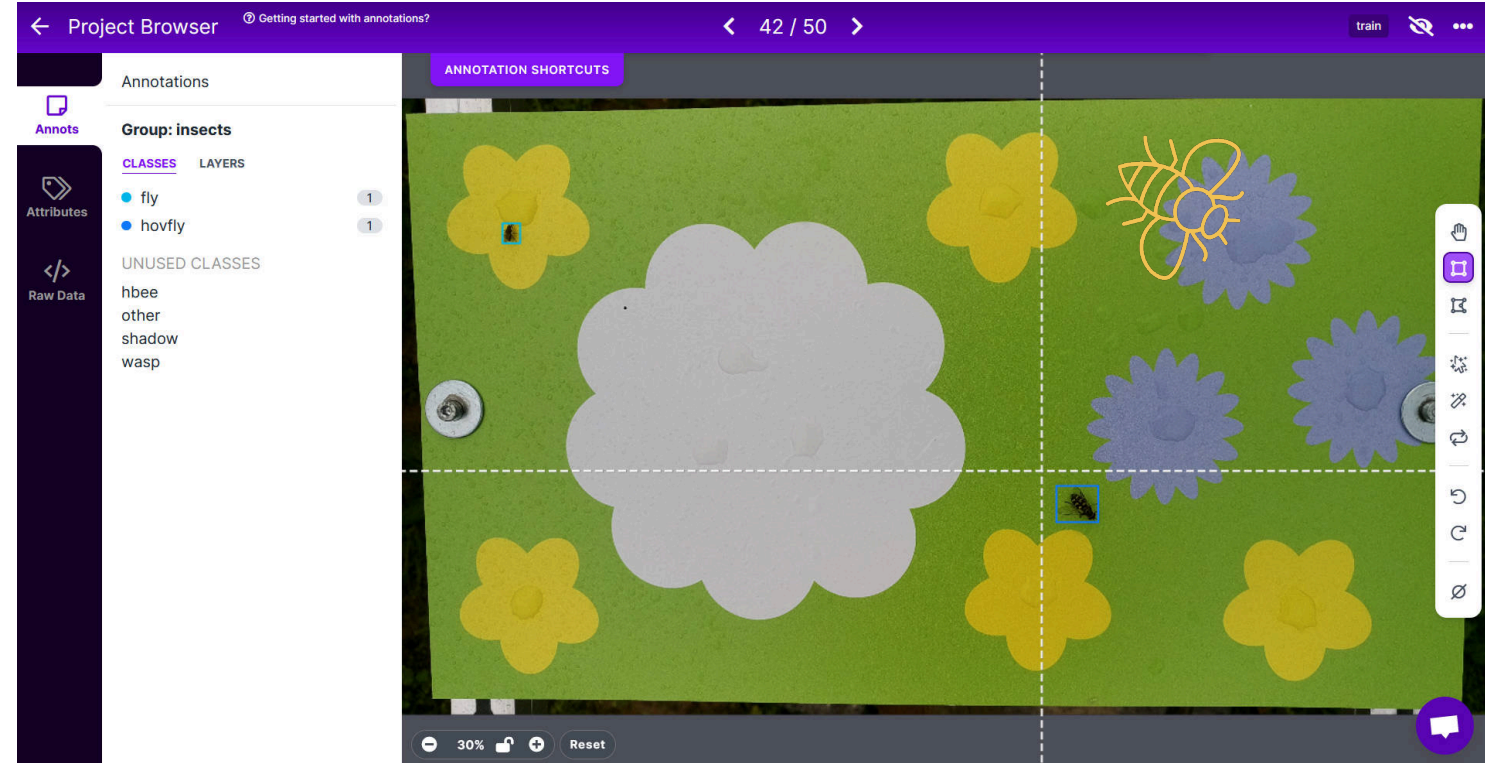 Project Browser
Getting started with annotations?
42 / 50
train
Annots
Attributes
</>
Raw Data
Annotations
Group: insects
CLASSES LAYERS
fly 1
hovfly 1
UNUSED CLASSES
hbee
other
shadow
wasp
ANNOTATION SHORTCUTS
30%
Reset